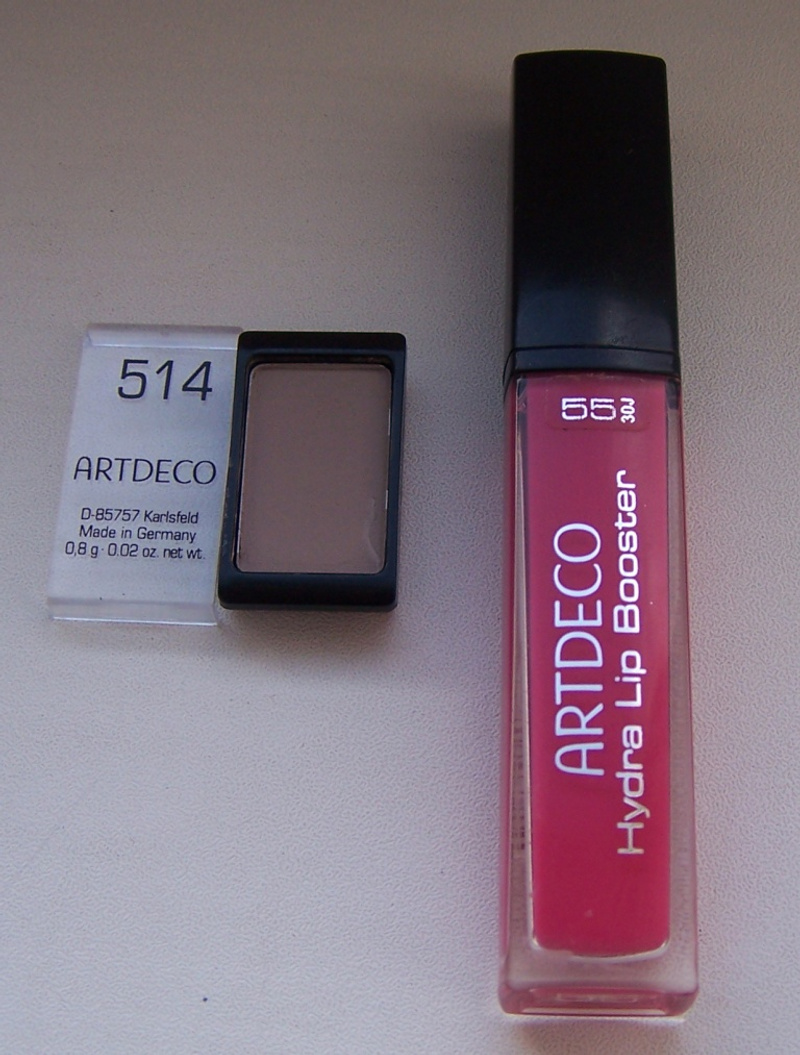 514
ARTDECO
D-85757 Karlsfeld
Made in Germany
0,8 g · 0.02 oz. net wt.
55 30J
ARTDECO
Hydra Lip Booster